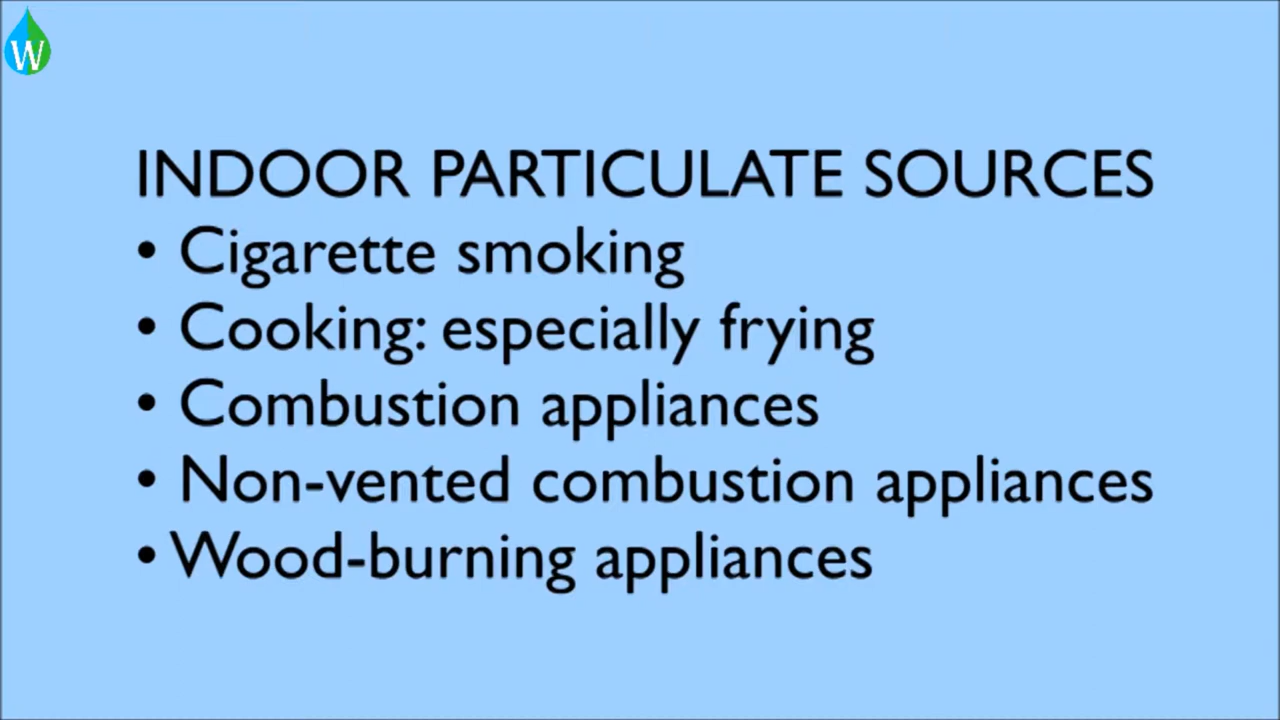 W
INDOOR PARTICULATE SOURCES
• Cigarette smoking
• Cooking: especially frying
• Combustion appliances
• Non-vented combustion appliances
• Wood-burning appliances